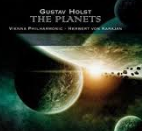 Gustav Holst
THE PLANETS
Vienna Philharmonic · Herbert von Karajan